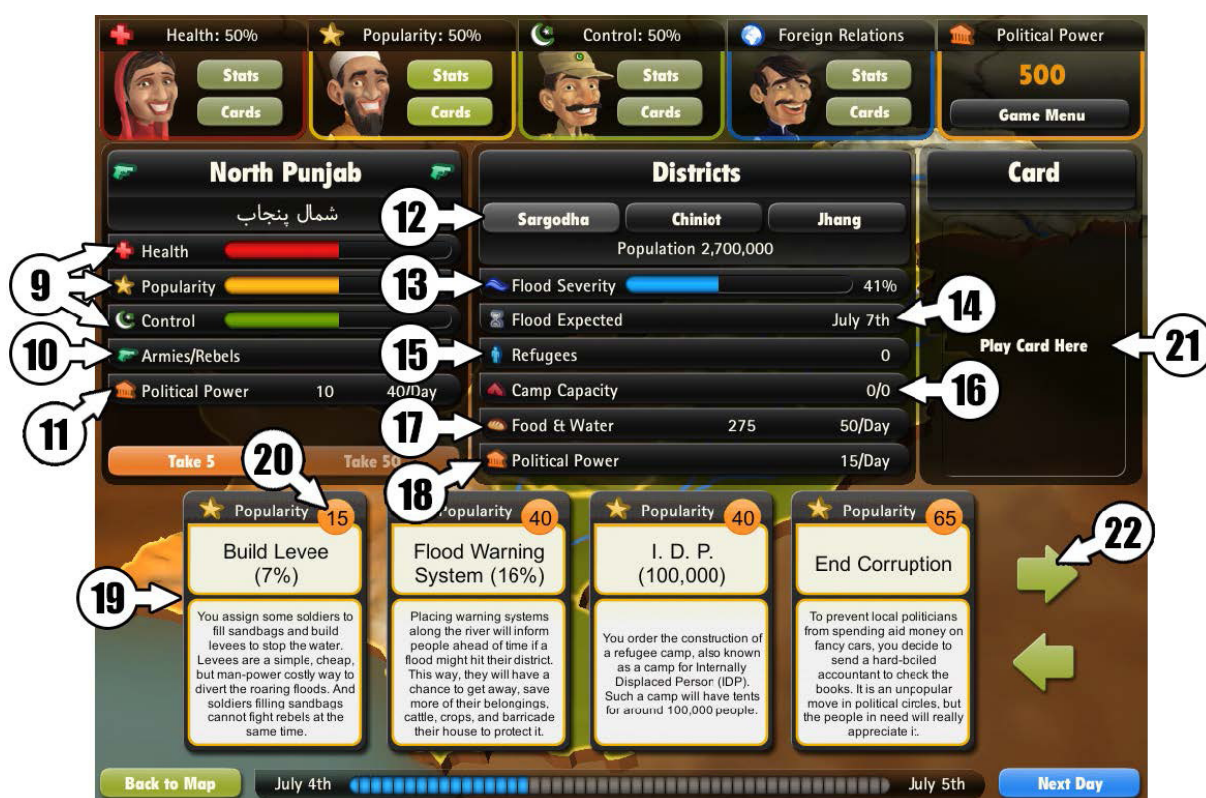 Health: 50%
Popularity: 50%
Control: 50%
Foreign Relations
Political Power
Stats
Stats
Stats
Stats
500
Cards
Cards
Cards
Cards
Game Menu
North Punjab
شمال پنجاب
9
Health
Popularity
Control
10
Armies/Rebels
11
Political Power 10 40/Day
Take 5
Take 50
Districts
12
Sargodha
Chiniot
Jhang
Population 2,700,000
13
Flood Severity 41%
Flood Expected July 7th
14
15
Refugees 0
Camp Capacity 0/0
16
17
Food & Water 275 50/Day
18
Political Power 15/Day
Card
Play Card Here
21
19
20
Popularity 15
Build Levee
(7%)
You assign some soldiers to
fill sandbags and build
levees to stop the water.
Levees are a simple, cheap,
but man-power costly way to
divert the roaring floods. And
soldiers filling sandbags
cannot fight rebels at the
same time.
Popularity 40
Flood Warning
System (16%)
Placing warning systems
along the river will inform
people ahead of time if a
flood might hit their district.
This way, they will have a
chance to get away, save
more of their belongings,
cattle, crops, and barricade
their house to protect it.
Popularity 40
I. D. P.
(100,000)
You order the construction of
a refugee camp, also known
as a camp for Internally
Displaced Person (IDP).
Such a camp will have tents
for around 100,000 people.
Popularity 65
End Corruption
To prevent local politicians
from spending aid money on
fancy cars, you decide to
send a hard-boiled
accountant to check the
books. It is an unpopular
move in political circles, but
the people in need will really
appreciate it.
22
Back to Map
July 4th
July 5th
Next Day